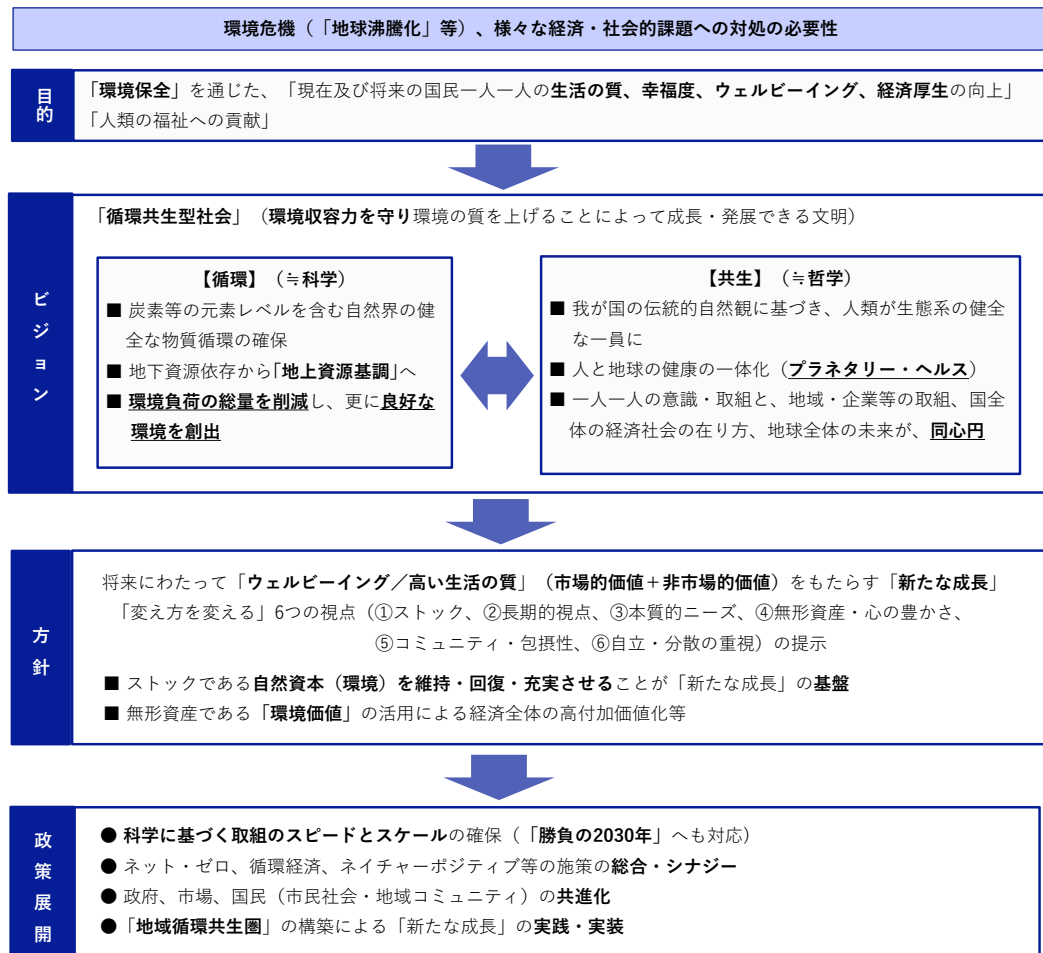 環境危機（「地球沸騰化」等）、様々な経済・社会的課題への対処の必要性
目的
「環境保全」を通じた、「現在及び将来の国民一人一人の生活の質、幸福度、ウェルビーイング、経済厚生の向上」
「人類の福祉への貢献」
ビジョン
「循環共生型社会」（環境収容力を守り環境の質を上げることによって成長・発展できる文明）
【循環】（≒科学）
■ 炭素等の元素レベルを含む自然界の健
全な物質循環の確保
■ 地下資源依存から「地上資源基調」へ
■ 環境負荷の総量を削減し、更に良好な
環境を創出
【共生】（≒哲学）
■ 我が国の伝統的自然観に基づき、人類が生態系の健全
な一員に
■ 人と地球の健康の一体化（プラネタリー・ヘルス）
■ 一人一人の意識・取組と、地域・企業等の取組、国全
体の経済社会の在り方、地球全体の未来が、同心円
方針
将来にわたって「ウェルビーイング／高い生活の質」（市場的価値＋非市場的価値）をもたらす「新たな成長」
「変え方を変える」6つの視点（①ストック、②長期的視点、③本質的ニーズ、④無形資産・心の豊かさ、
⑤コミュニティ・包摂性、⑥自立・分散の重視）の提示
■ ストックである自然資本（環境）を維持・回復・充実させることが「新たな成長」の基盤
■ 無形資産である「環境価値」の活用による経済全体の高付加価値化等
政策展開
● 科学に基づく取組のスピードとスケールの確保（「勝負の2030年」へも対応）
● ネット・ゼロ、循環経済、ネイチャーポジティブ等の施策の総合・シナジー
● 政府、市場、国民（市民社会・地域コミュニティ）の共進化
● 「地域循環共生圏」の構築による「新たな成長」の実践・実装